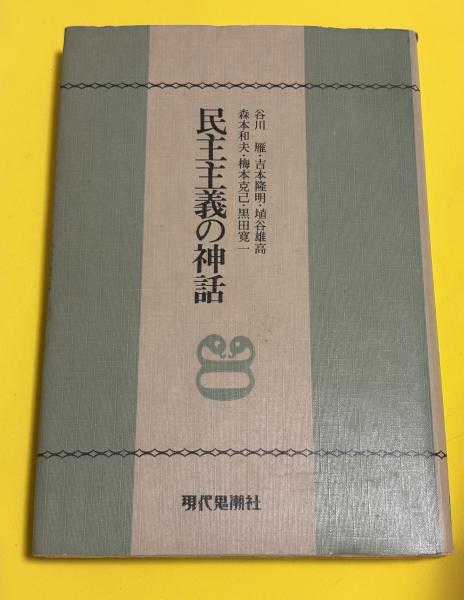 谷川　雁・吉本隆明・埴谷雄高
森本和夫・梅本克己・黒田寛一
民主主義の神話
現代思潮社